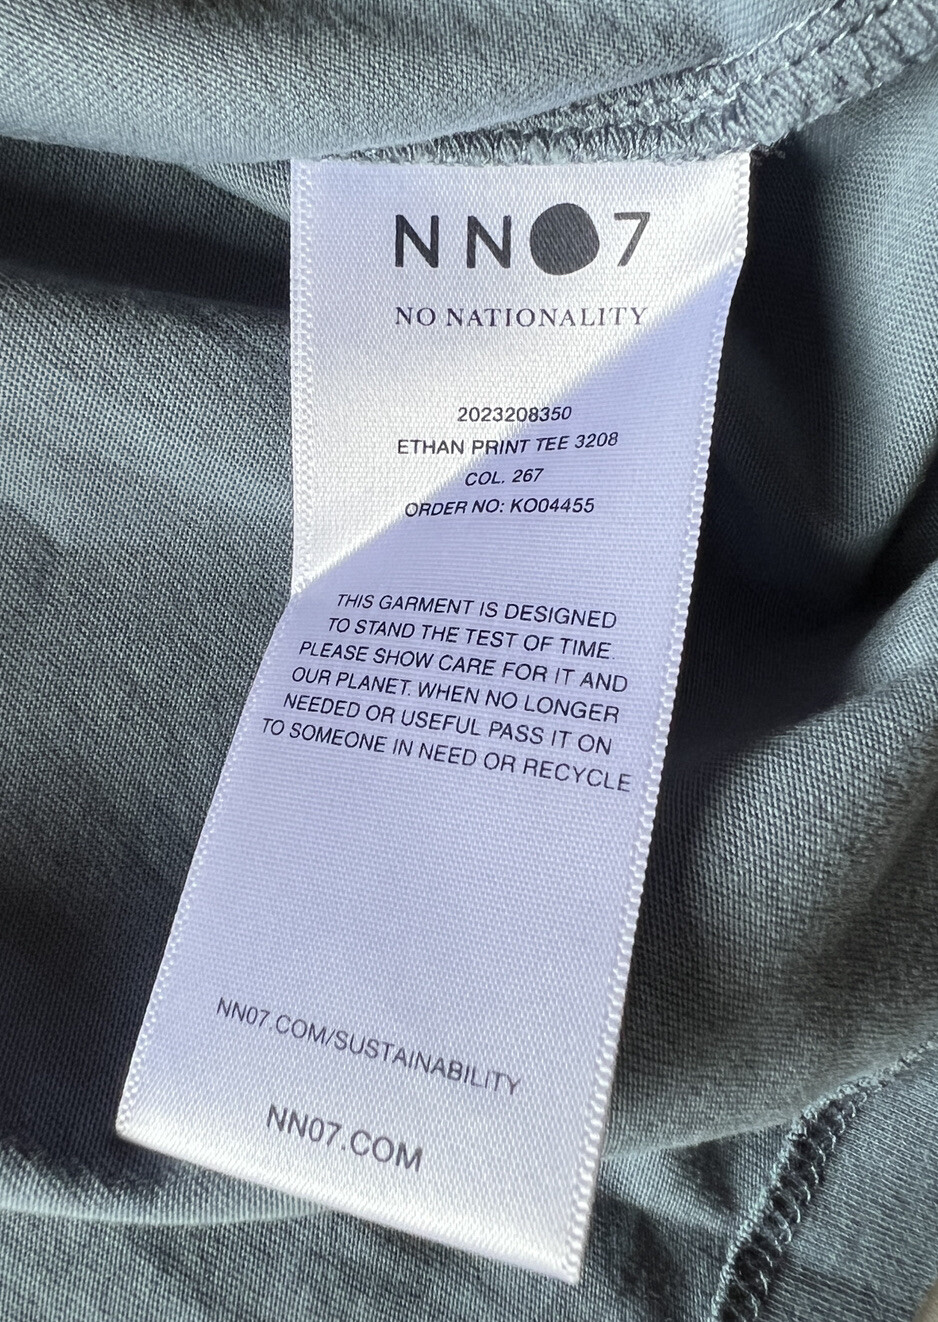 NN07
NO NATIONALITY
2023208350
ETHAN PRINT TEE 3208
COL. 267
ORDER NO: KO04455
THIS GARMENT IS DESIGNED
TO STAND THE TEST OF TIME.
PLEASE SHOW CARE FOR IT AND
OUR PLANET. WHEN NO LONGER
NEEDED OR USEFUL PASS IT ON
TO SOMEONE IN NEED OR RECYCLE
NN07.COM/SUSTAINABILITY
NN07.COM